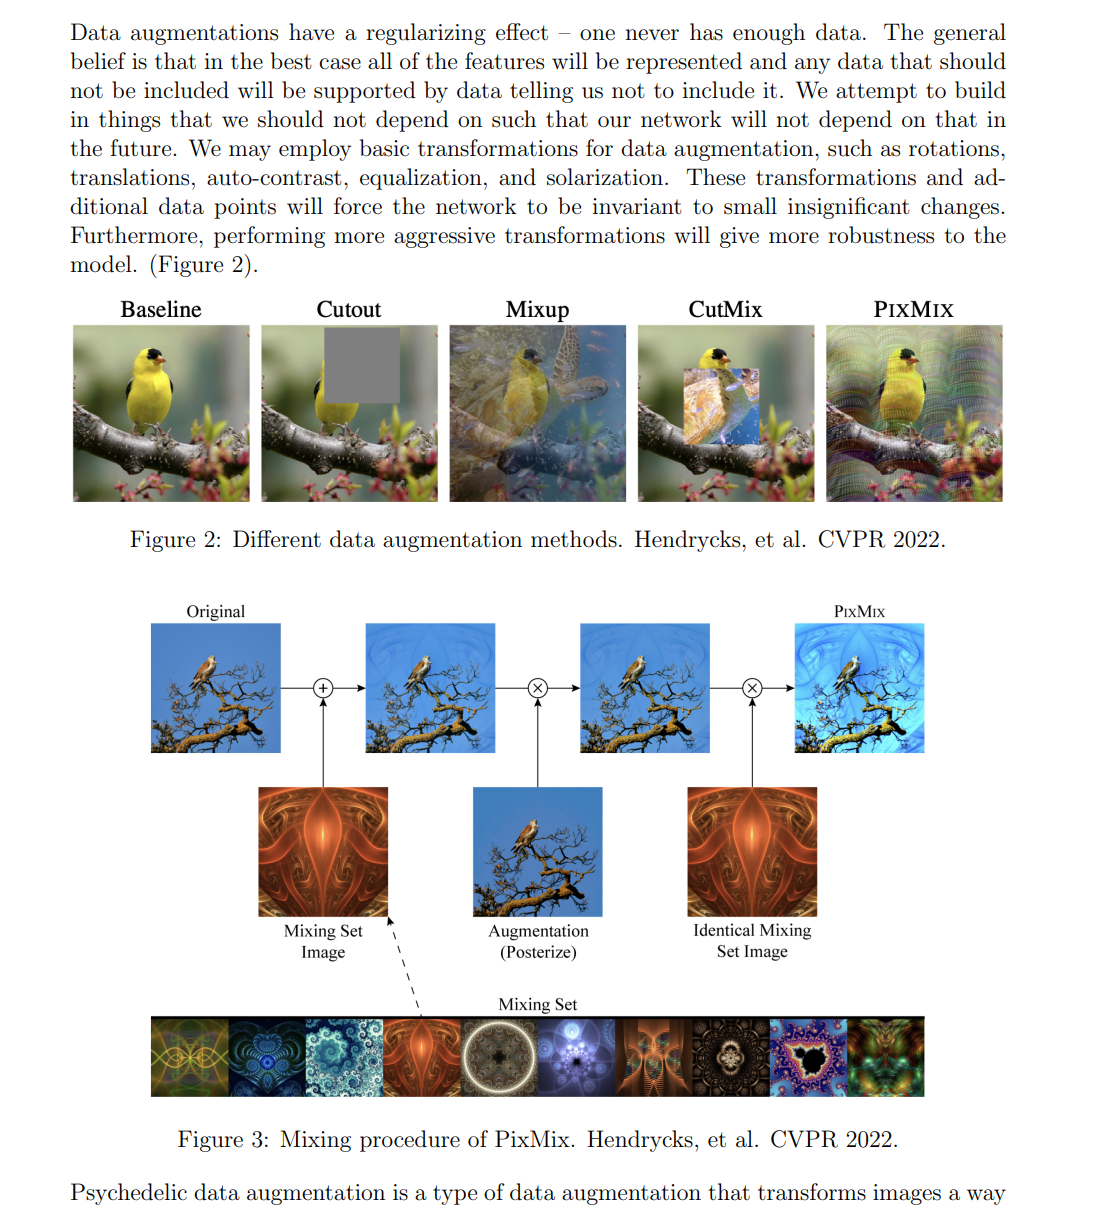 Data augmentations have a regularizing effect – one never has enough data. The general
belief is that in the best case all of the features will be represented and any data that should
not be included will be supported by data telling us not to include it. We attempt to build
in things that we should not depend on such that our network will not depend on that in
the future. We may employ basic transformations for data augmentation, such as rotations,
translations, auto-contrast, equalization, and solarization. These transformations and ad-
ditional data points will force the network to be invariant to small insignificant changes.
Furthermore, performing more aggressive transformations will give more robustness to the
model. (Figure 2).
Baseline Cutout Mixup CutMix PIXMIX
Figure 2: Different data augmentation methods. Hendrycks, et al. CVPR 2022.
Original PIXMIX
+ × ×
Mixing Set Augmentation Identical Mixing
Image (Posterize) Set Image
Mixing Set
Figure 3: Mixing procedure of PixMix. Hendrycks, et al. CVPR 2022.
Psychedelic data augmentation is a type of data augmentation that transforms images a way